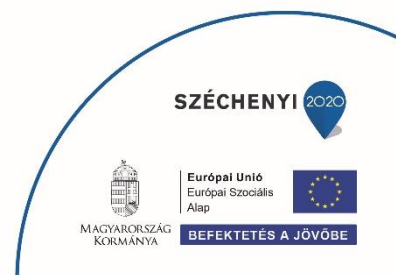 SZÉCHENYI 2020
Európai Unió
Európai Szociális
Alap
MAGYARORSZÁG
KORMÁNYA
BEFEKTETÉS A JÖVŐBE